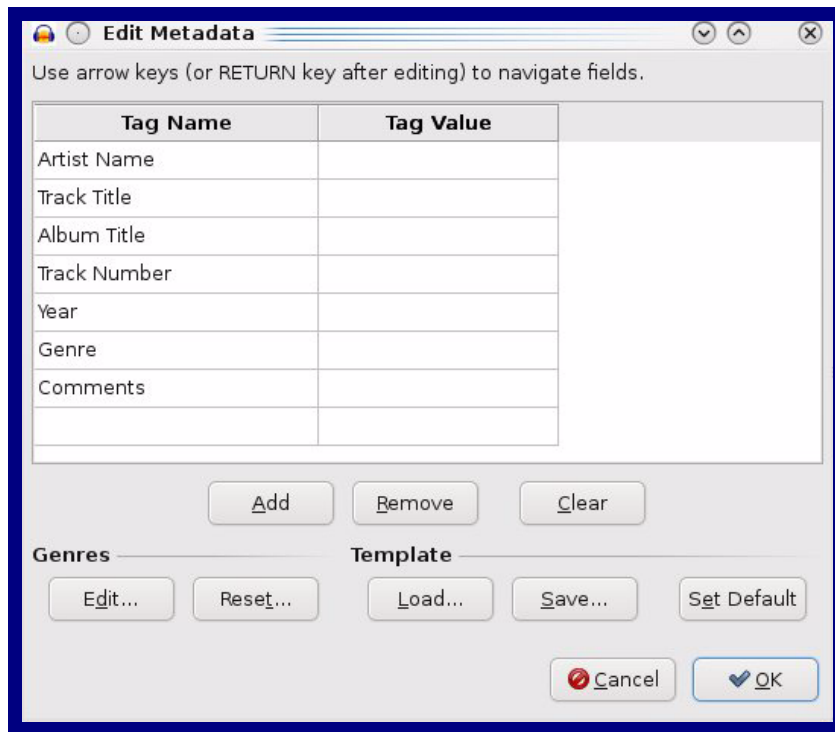 Edit Metadata
Use arrow keys (or RETURN key after editing) to navigate fields.
Tag Name Tag Value
Artist Name
Track Title
Album Title
Track Number
Year
Genre
Comments
Add Remove Clear
Genres Template
Edit... Reset... Load... Save... Set Default
Cancel OK